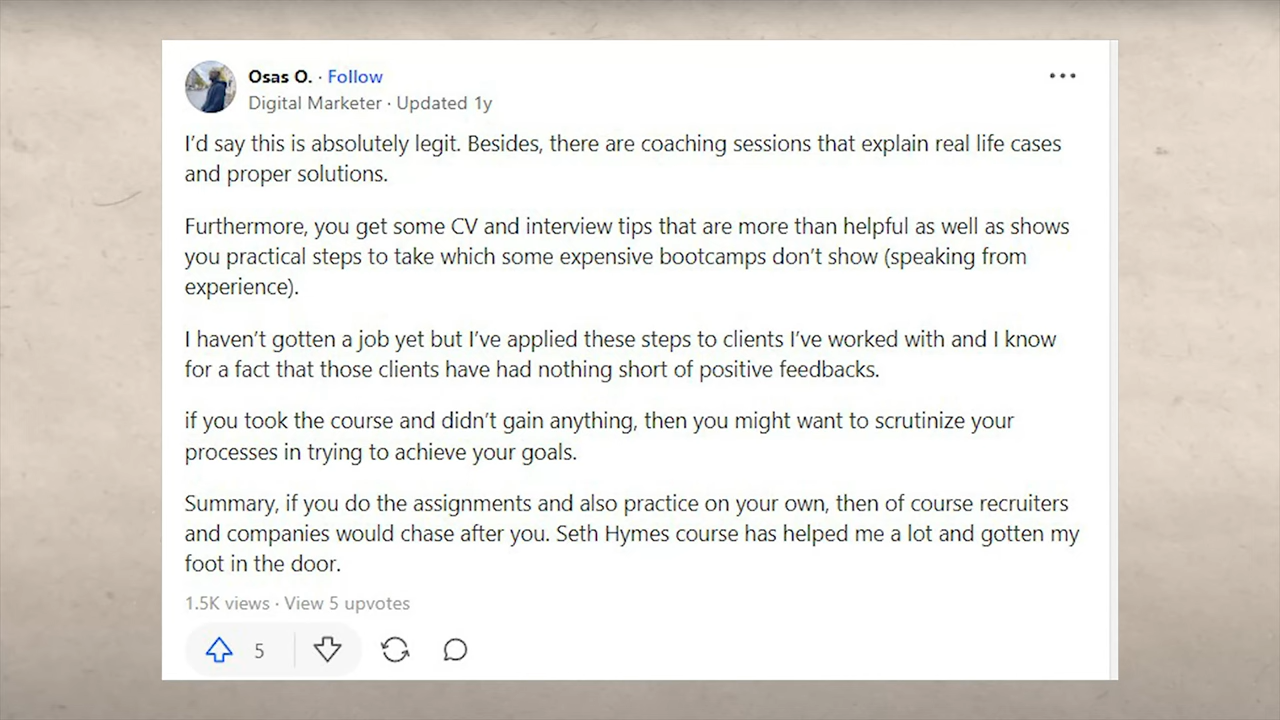 Osas O. · Follow
Digital Marketer · Updated 1y
I'd say this is absolutely legit. Besides, there are coaching sessions that explain real life cases
and proper solutions.
Furthermore, you get some CV and interview tips that are more than helpful as well as shows
you practical steps to take which some expensive bootcamps don't show (speaking from
experience).
I haven't gotten a job yet but I've applied these steps to clients I've worked with and I know
for a fact that those clients have had nothing short of positive feedbacks.
if you took the course and didn't gain anything, then you might want to scrutinize your
processes in trying to achieve your goals.
Summary, if you do the assignments and also practice on your own, then of course recruiters
and companies would chase after you. Seth Hymes course has helped me a lot and gotten my
foot in the door.
1.5K views · View 5 upvotes
5